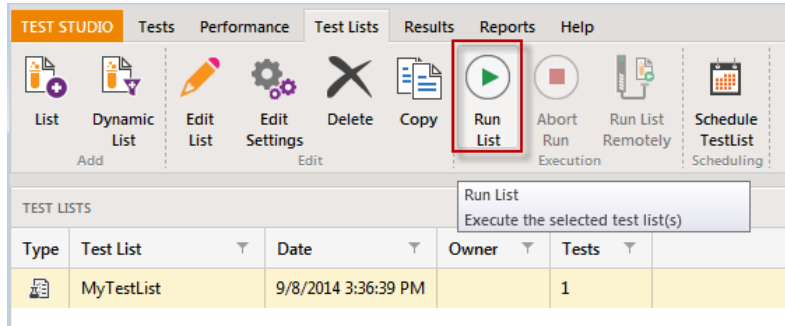 TEST STUDIO Tests Performance Test Lists Results Reports Help
List Dynamic List Edit List Edit Settings Delete Copy Run List Abort Run Run List Remotely Schedule TestList
Add Edit Execution Scheduling
Run List
Execute the selected test list(s)
TEST LISTS
Type Test List Date Owner Tests
MyTestList 9/8/2014 3:36:39 PM 1